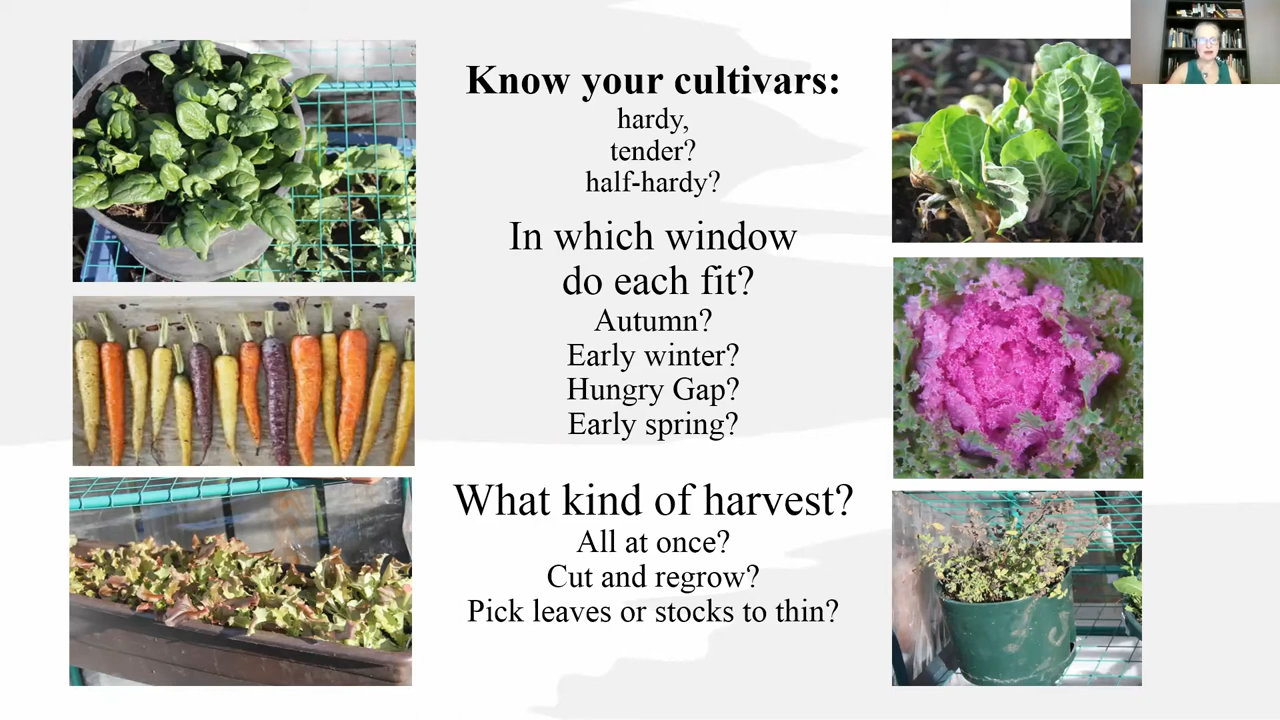 Know your cultivars:
hardy,
tender?
half-hardy?
In which window
do each fit?
Autumn?
Early winter?
Hungry Gap?
Early spring?
What kind of harvest?
All at once?
Cut and regrow?
Pick leaves or stocks to thin?